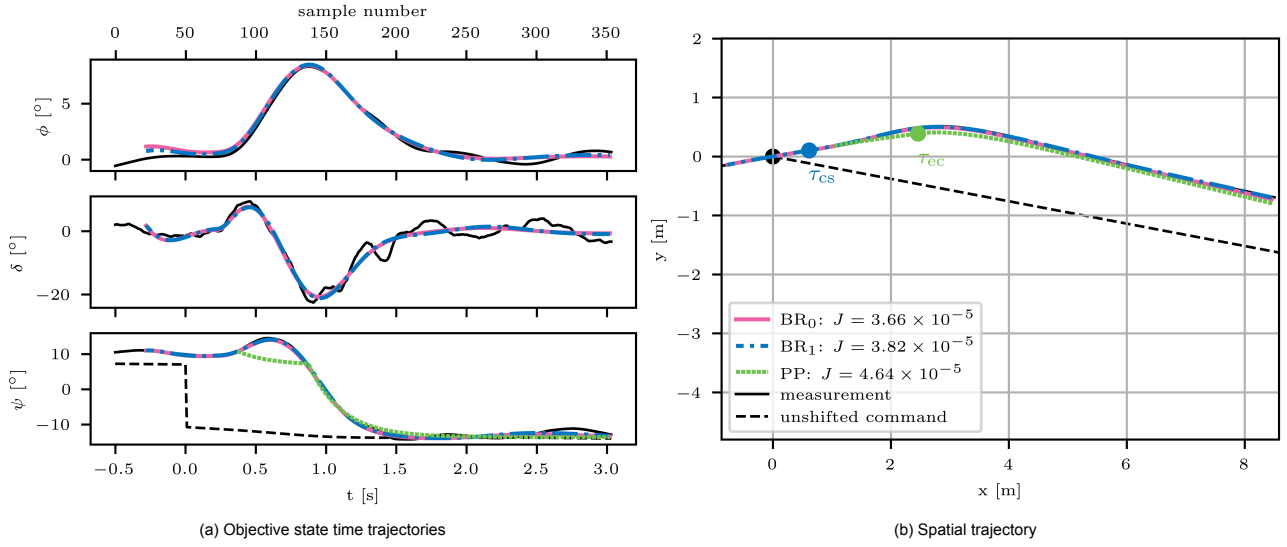 sample number
0 50 100 150 200 250 300 350
5
0
ϕ [°]
0
−20
δ [°]
10
0
−10
ψ [°]
−0.5 0.0 0.5 1.0 1.5 2.0 2.5 3.0
t [s]
(a) Objective state time trajectories
2
1
0
−1
−2
−3
−4
y [m]
τec
τcs
BR₀: J = 3.66 × 10⁻⁵
BR₁: J = 3.82 × 10⁻⁵
PP: J = 4.64 × 10⁻⁵
measurement
unshifted command
0 2 4 6 8
x [m]
(b) Spatial trajectory